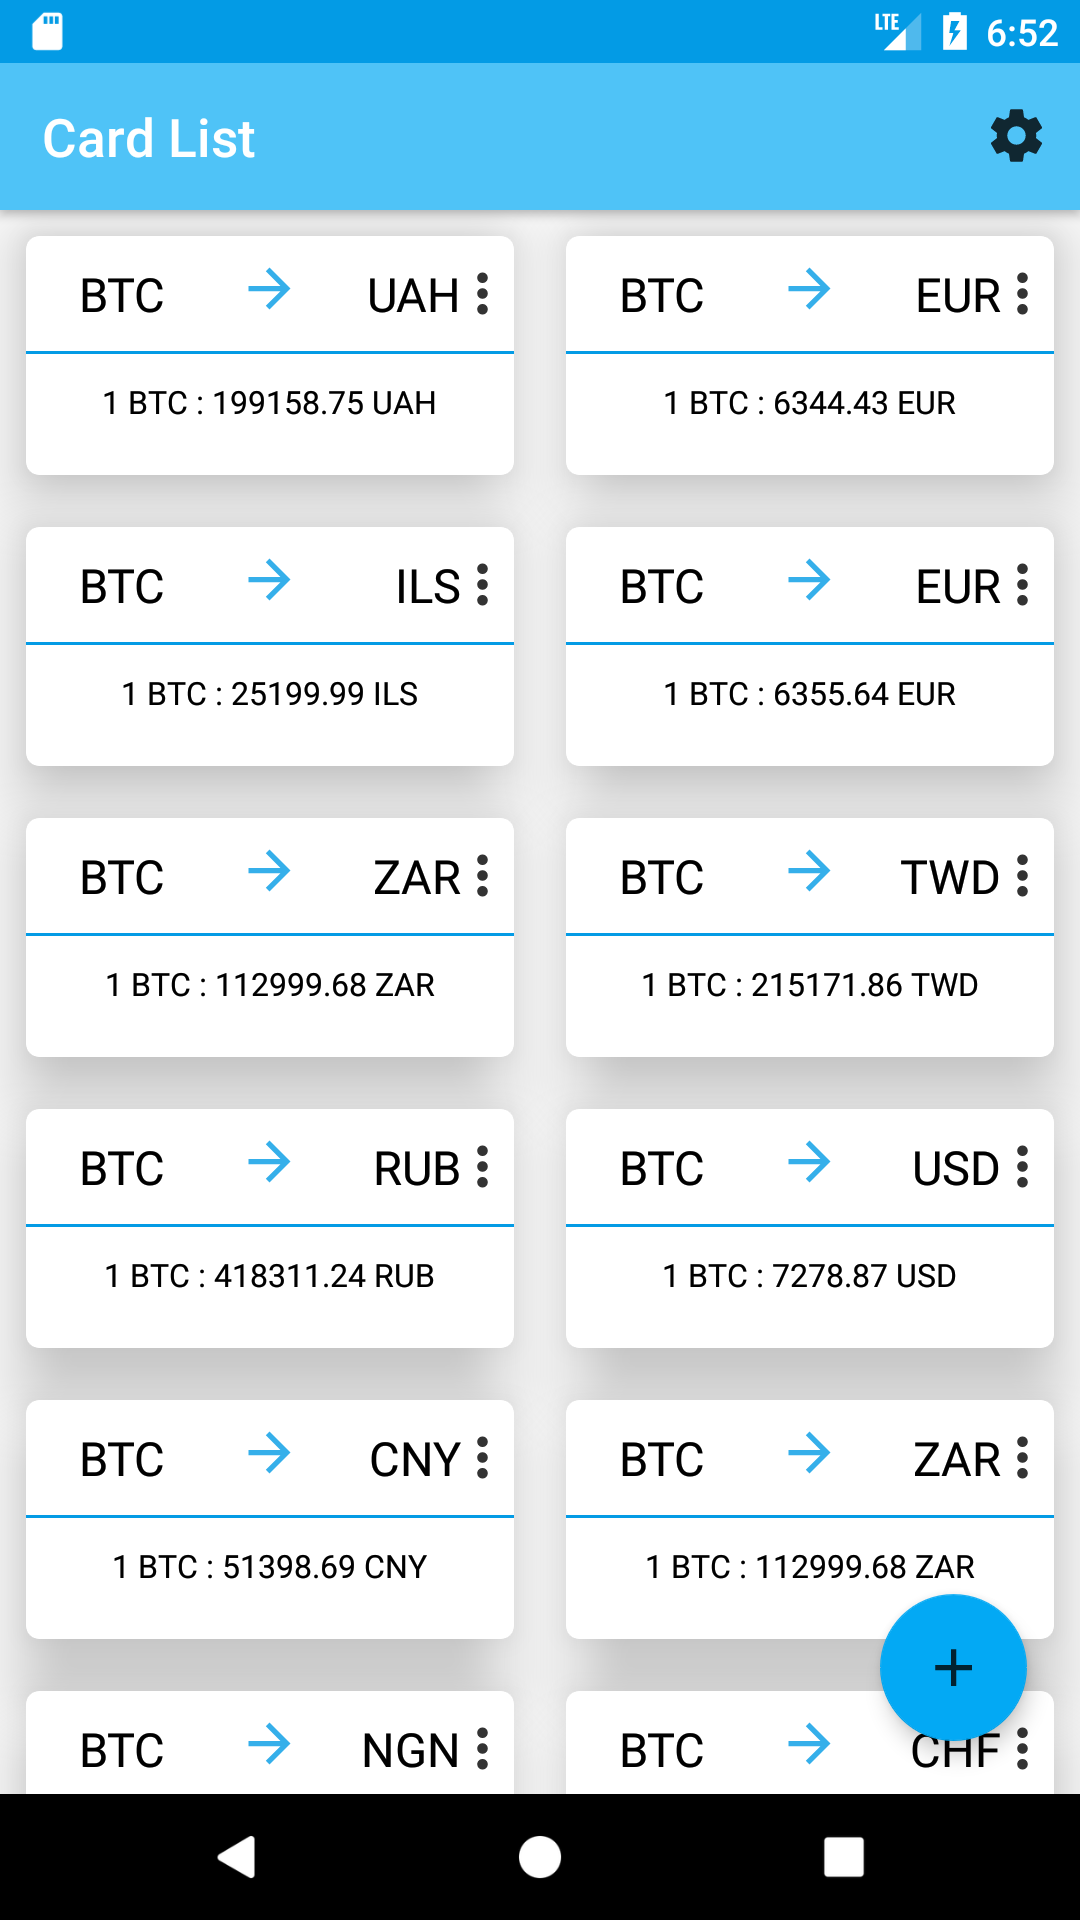 LTE 6:52
Card List
BTC UAH BTC EUR
1 BTC : 199158.75 UAH 1 BTC : 6344.43 EUR
BTC ILS BTC EUR
1 BTC : 25199.99 ILS 1 BTC : 6355.64 EUR
BTC ZAR BTC TWD
1 BTC : 112999.68 ZAR 1 BTC : 215171.86 TWD
BTC RUB BTC USD
1 BTC : 418311.24 RUB 1 BTC : 7278.87 USD
BTC CNY BTC ZAR
1 BTC : 51398.69 CNY 1 BTC : 112999.68 ZAR
BTC NGN BTC CHF